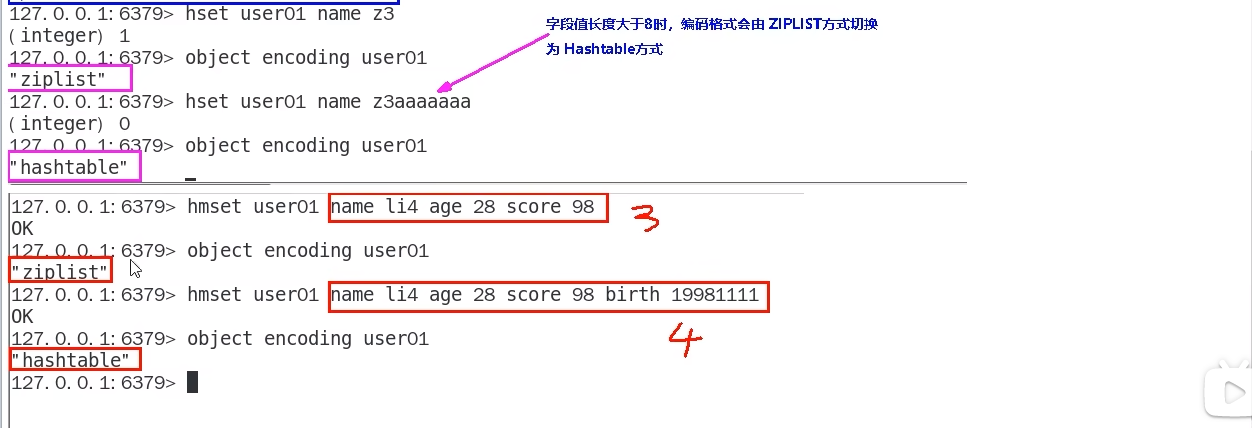 127.0.0.1:6379> hset user01 name z3
(integer) 1
127.0.0.1:6379> object encoding user01
"ziplist"
127.0.0.1:6379> hset user01 name z3aaaaaaa
(integer) 0
127.0.0.1:6379> object encoding user01
"hashtable"
字段值长度大于8时，编码格式会由 ZIPLIST方式切换
为 Hashtable方式
127.0.0.1:6379> hmset user01 name li4 age 28 score 98
3
OK
127.0.0.1:6379> object encoding user01
"ziplist"
127.0.0.1:6379> hmset user01 name li4 age 28 score 98 birth 19981111
OK
4
127.0.0.1:6379> object encoding user01
"hashtable"
127.0.0.1:6379>